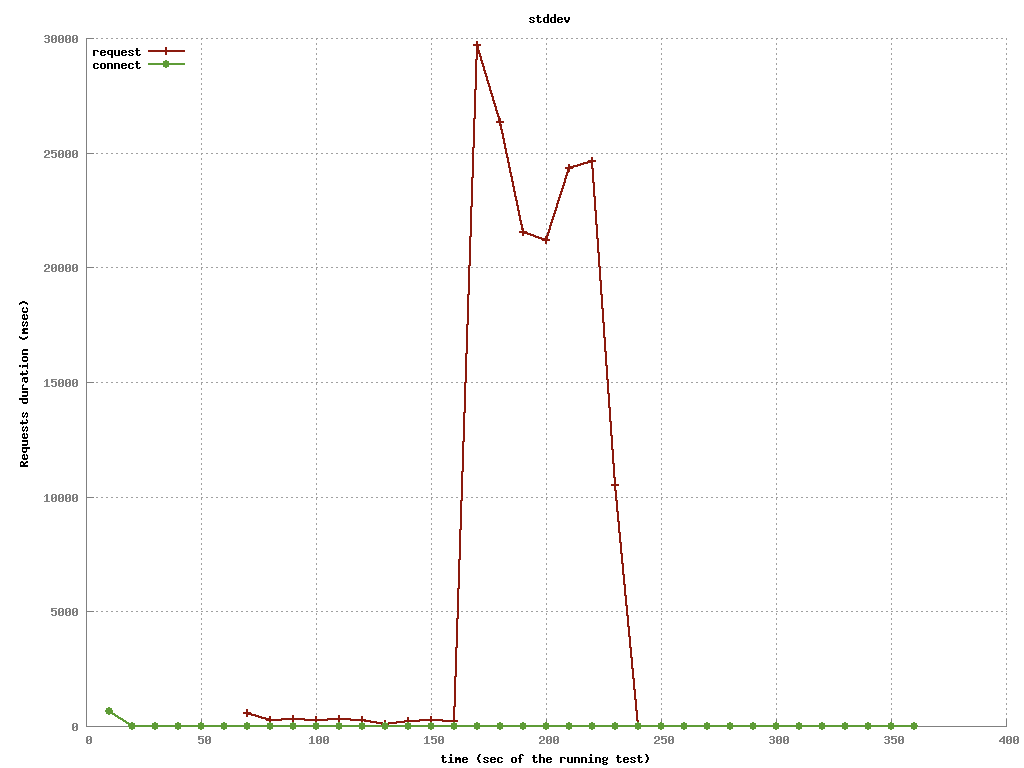 stddev
request
connect
30000
25000
20000
15000
10000
5000
0
Requests duration (msec)
0 50 100 150 200 250 300 350 400
time (sec of the running test)